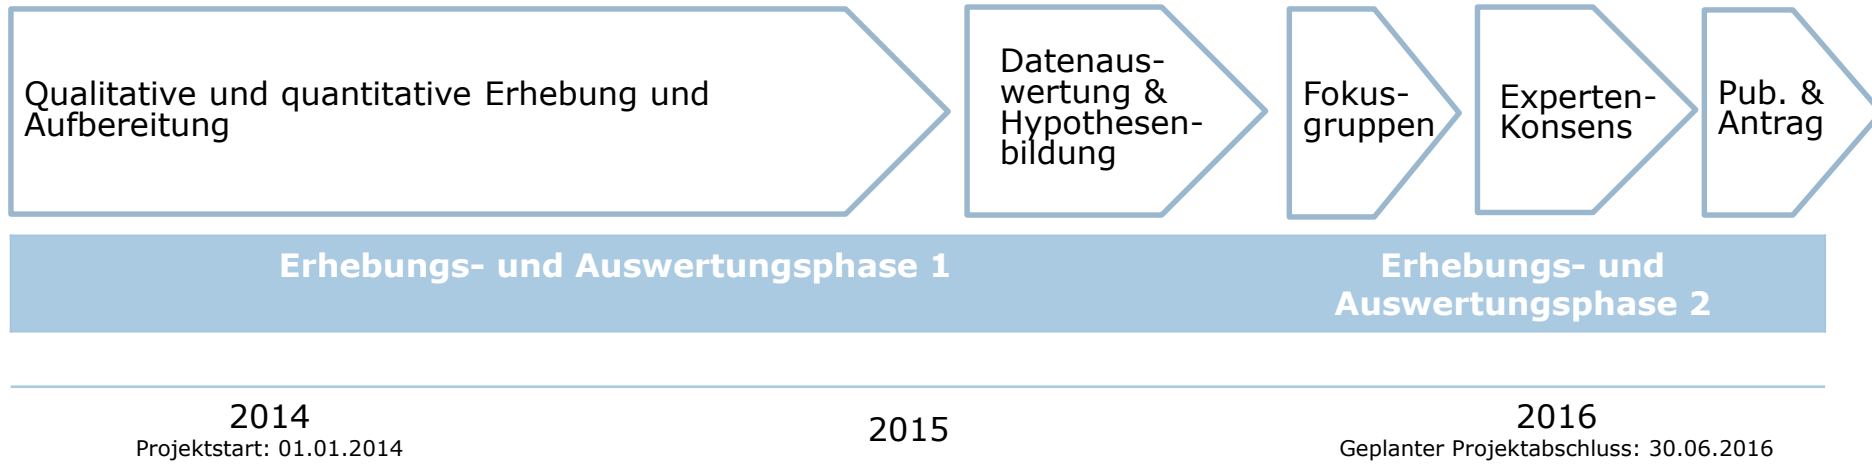 Qualitative und quantitative Erhebung und
Aufbereitung
Datenaus-
wertung &
Hypothesen-
bildung
Fokus-
gruppen
Experten-
Konsens
Pub. &
Antrag
Erhebungs- und Auswertungsphase 1
Erhebungs- und
Auswertungsphase 2
2014
Projektstart: 01.01.2014
2015
2016
Geplanter Projektabschluss: 30.06.2016